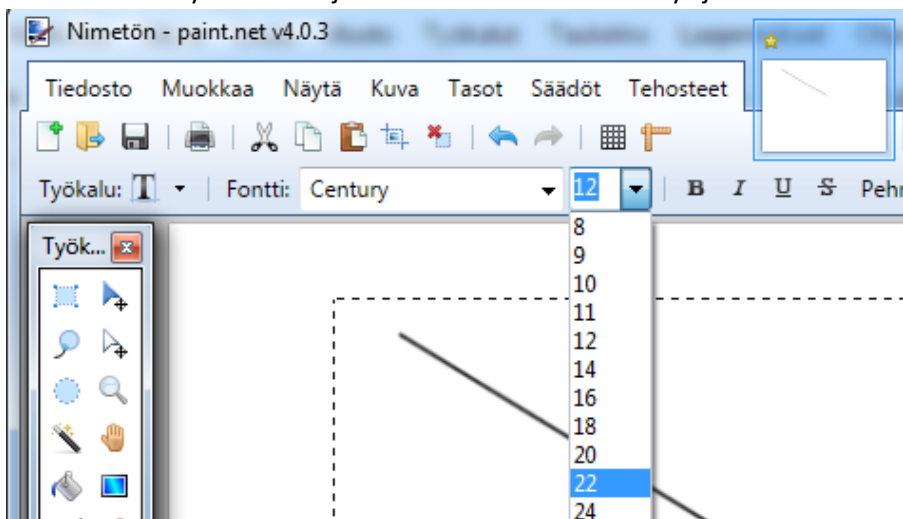 Nimetön - paint.net v4.0.3
Tiedosto Muokkaa Näytä Kuva Tasot Säädöt Tehosteet
Työkalu: T Fontti: Century 12 B I U S Pehm
Työk...
8
9
10
11
12
14
16
18
20
22
24